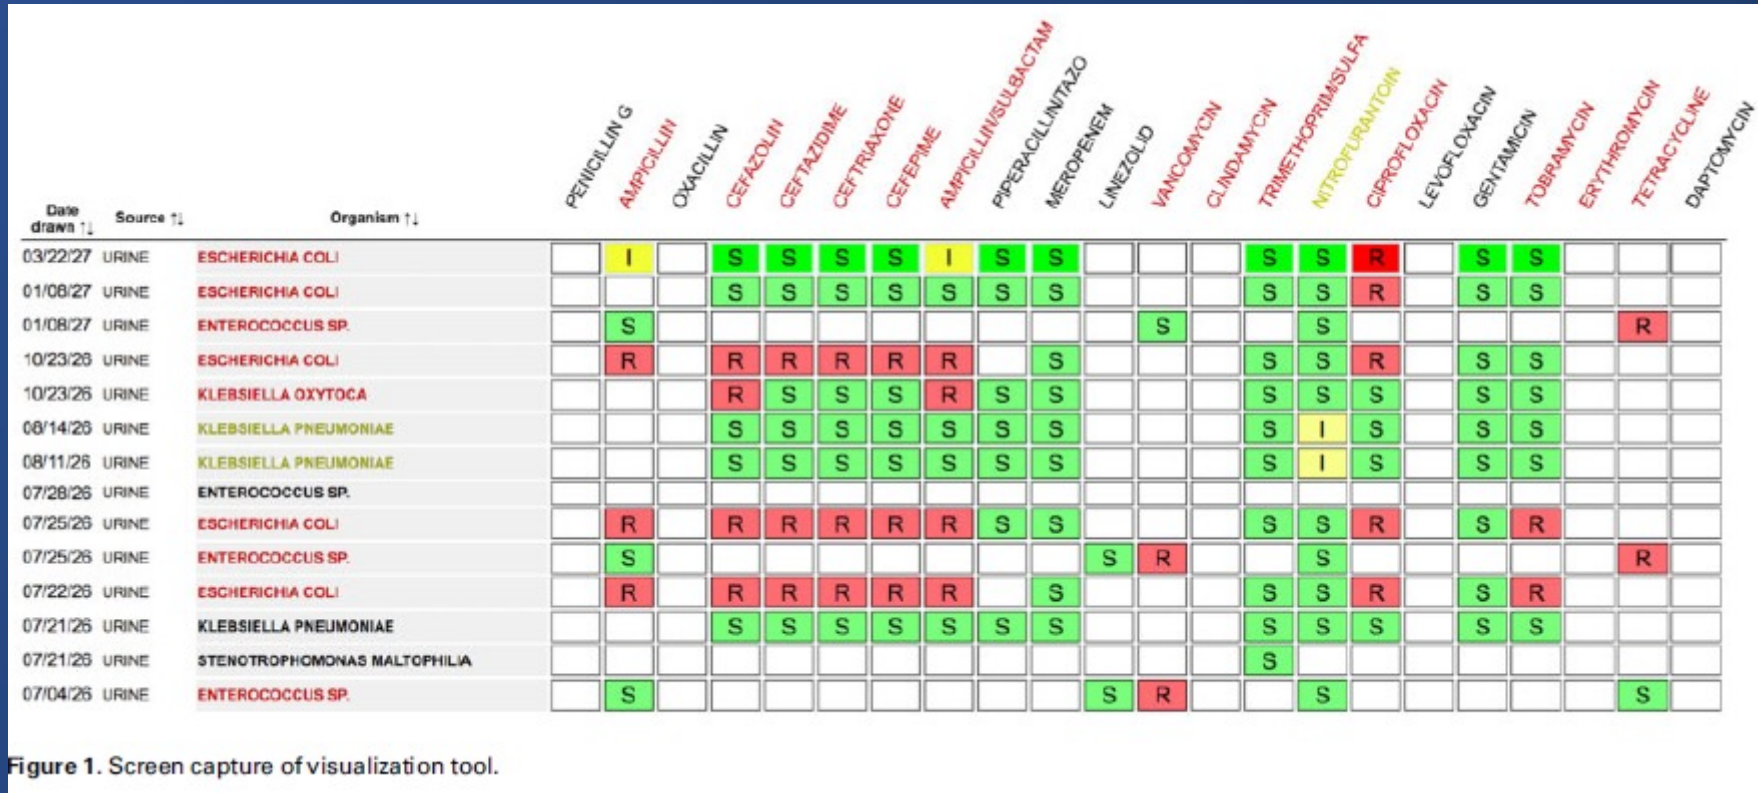 PENICILLIN G
AMPICILLIN
OXACILLIN
CEFAZOLIN
CEFTAZIDIME
CEFTRIAXONE
CEFEPIME
AMPICILLIN/SULBACTAM
PIPERACILLIN/TAZO
MEROPENEM
LINEZOLID
VANCOMYCIN
CLINDAMYCIN
TRIMETHOPRIM/SULFA
NITROFURANTOIN
CIPROFLOXACIN
LEVOFLOXACIN
GENTAMICIN
TOBRAMYCIN
ERYTHROMYCIN
TETRACYCLINE
DAPTOMYCIN
Date drawn ↑↓ Source ↑↓ Organism ↑↓
03/22/27 URINE ESCHERICHIA COLI I S S S S I S S S S R S S
01/08/27 URINE ESCHERICHIA COLI S S S S S S S S S R S S
01/08/27 URINE ENTEROCOCCUS SP. S S S R
10/23/26 URINE ESCHERICHIA COLI R R R R R R S S S R S S
10/23/26 URINE KLEBSIELLA OXYTOCA R S S S R S S S S S S S
08/14/26 URINE KLEBSIELLA PNEUMONIAE S S S S S S S S I S S S
08/11/26 URINE KLEBSIELLA PNEUMONIAE S S S S S S S S I S S S
07/28/26 URINE ENTEROCOCCUS SP.
07/25/26 URINE ESCHERICHIA COLI R R R R R R S S S S R S R
07/25/26 URINE ENTEROCOCCUS SP. S S R S R
07/22/26 URINE ESCHERICHIA COLI R R R R R R S S S R S R
07/21/26 URINE KLEBSIELLA PNEUMONIAE S S S S S S S S S S S S
07/21/26 URINE STENOTROPHOMONAS MALTOPHILIA S
07/04/26 URINE ENTEROCOCCUS SP. S S R S S
Figure 1. Screen capture of visualization tool.